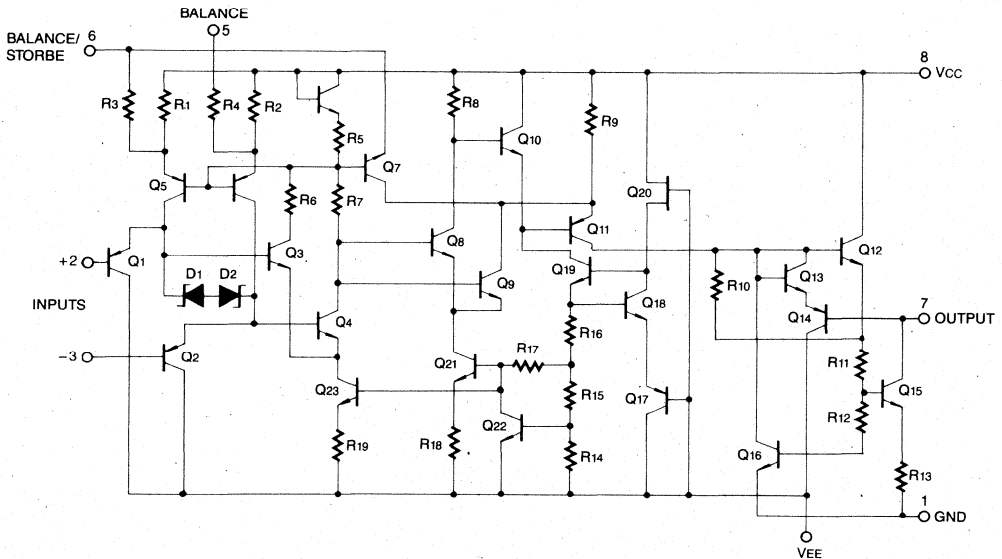 BALANCE
5
BALANCE/ 6
STORBE
8
VCC
R3
R1
R4
R2
R5
R8
R9
Q10
Q7
Q5
R6
R7
Q20
Q8
Q11
Q3
Q12
+2
Q1
Q19
Q13
D1
D2
Q9
R10
Q18
INPUTS
Q14
7
OUTPUT
Q4
R16
-3
Q2
R17
Q21
R11
Q15
Q23
R15
Q17
Q22
R12
R19
R18
R14
Q16
R13
1
GND
VEE